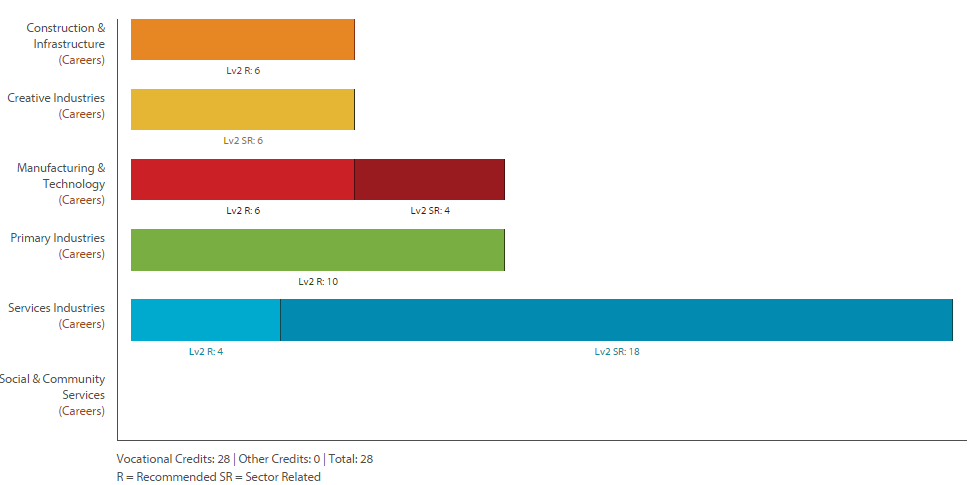 Construction &
Infrastructure
(Careers)
Lv2 R: 6
Creative Industries
(Careers)
Lv2 SR: 6
Manufacturing &
Technology
(Careers)
Lv2 R: 6
Lv2 SR: 4
Primary Industries
(Careers)
Lv2 R: 10
Services Industries
(Careers)
Lv2 R: 4
Lv2 SR: 18
Social & Community
Services
(Careers)
Vocational Credits: 28 | Other Credits: 0 | Total: 28
R = Recommended SR = Sector Related